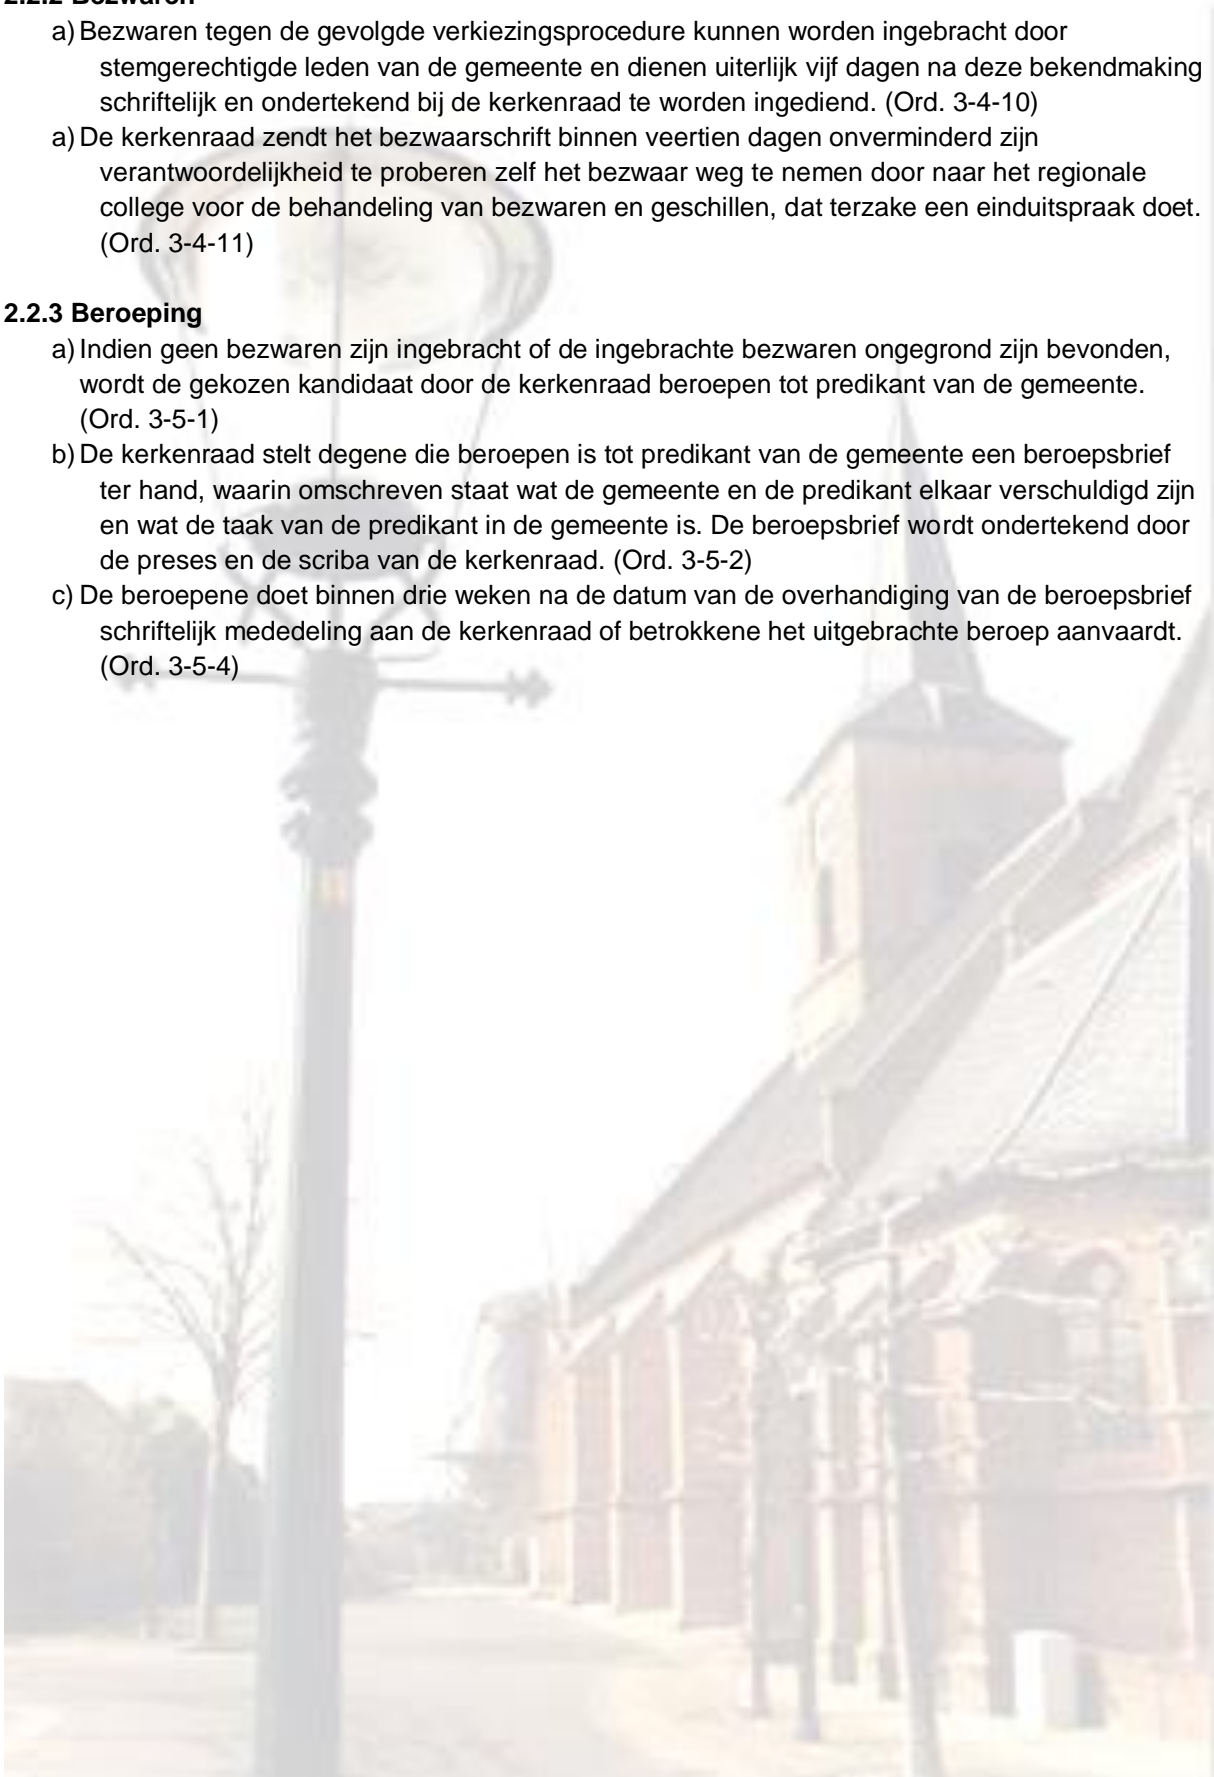 2.2.2 Bezwaren
a) Bezwaren tegen de gevolgde verkiezingsprocedure kunnen worden ingebracht door
stemgerechtigde leden van de gemeente en dienen uiterlijk vijf dagen na deze bekendmaking
schriftelijk en ondertekend bij de kerkenraad te worden ingediend. (Ord. 3-4-10)
a) De kerkenraad zendt het bezwaarschrift binnen veertien dagen onverminderd zijn
verantwoordelijkheid te proberen zelf het bezwaar weg te nemen door naar het regionale
college voor de behandeling van bezwaren en geschillen, dat terzake een einduitspraak doet.
(Ord. 3-4-11)
2.2.3 Beroeping
a) Indien geen bezwaren zijn ingebracht of de ingebrachte bezwaren ongegrond zijn bevonden,
wordt de gekozen kandidaat door de kerkenraad beroepen tot predikant van de gemeente.
(Ord. 3-5-1)
b) De kerkenraad stelt degene die beroepen is tot predikant van de gemeente een beroepsbrief
ter hand, waarin omschreven staat wat de gemeente en de predikant elkaar verschuldigd zijn
en wat de taak van de predikant in de gemeente is. De beroepsbrief wordt ondertekend door
de preses en de scriba van de kerkenraad. (Ord. 3-5-2)
c) De beroepene doet binnen drie weken na de datum van de overhandiging van de beroepsbrief
schriftelijk mededeling aan de kerkenraad of betrokkene het uitgebrachte beroep aanvaardt.
(Ord. 3-5-4)